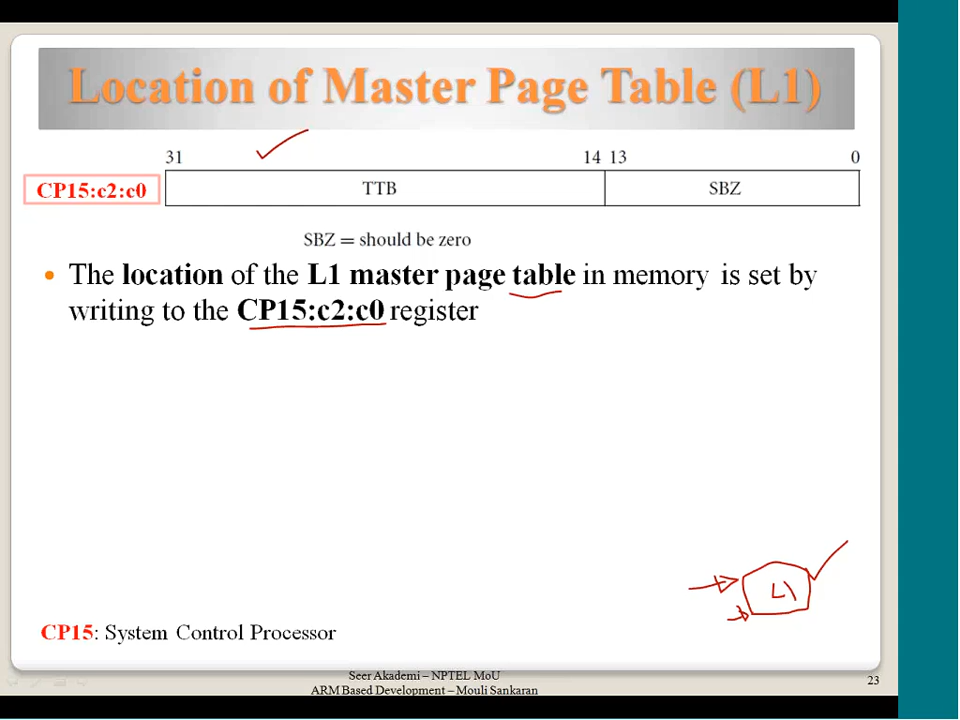 Location of Master Page Table (L1)
31 14 13 0
CP15:c2:c0 TTB SBZ
SBZ = should be zero
• The location of the L1 master page table in memory is set by
writing to the CP15:c2:c0 register
L1
CP15: System Control Processor
Seer Akademi – NPTEL MoU
ARM Based Development – Mouli Sankaran
23